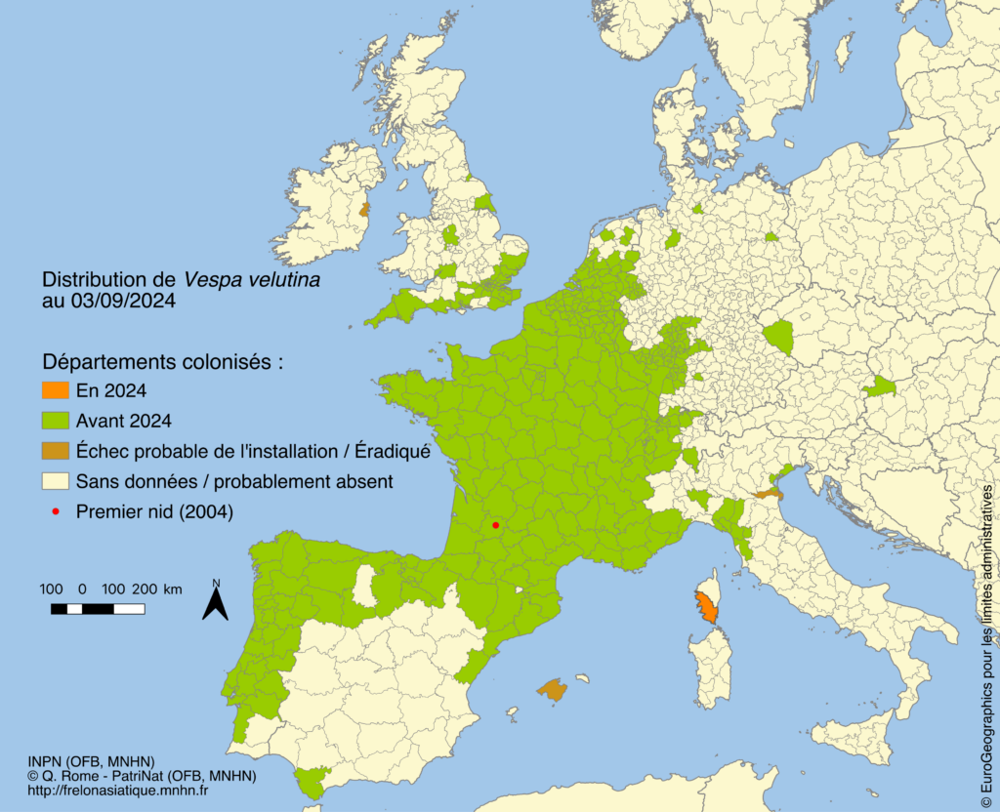 Distribution de Vespa velutina
au 03/09/2024
Départements colonisés :
En 2024
Avant 2024
Échec probable de l'installation / Éradiqué
Sans données / probablement absent
Premier nid (2004)
100 0 100 200 km
N
INPN (OFB, MNHN)
© Q. Rome - PatriNat (OFB, MNHN)
http://frelonasiatique.mnhn.fr
© EuroGeographics pour les limites administratives